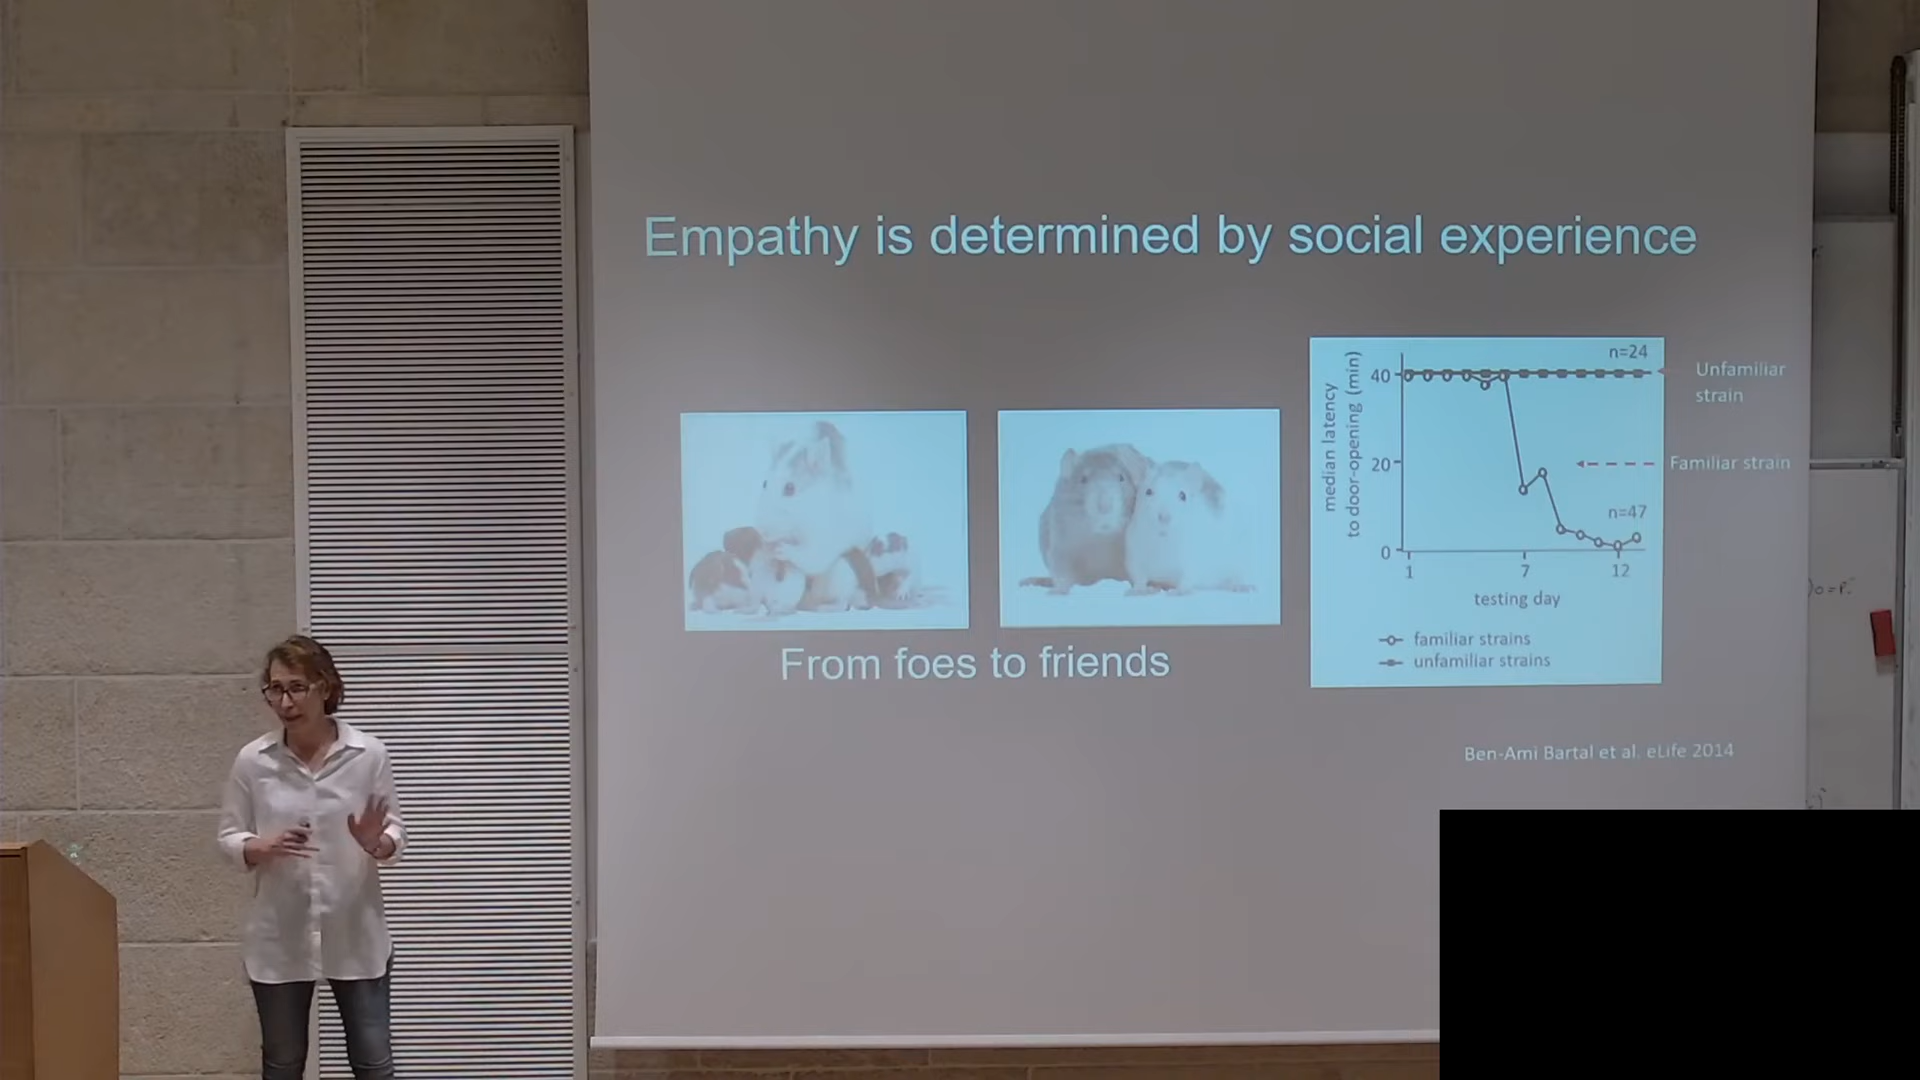 Empathy is determined by social experience
From foes to friends
median latency
to door-opening (min)
40
20
0
1
7
12
testing day
n=24
n=47
familiar strains
unfamiliar strains
Unfamiliar
strain
Familiar strain
Ben-Ami Bartal et al. eLife 2014